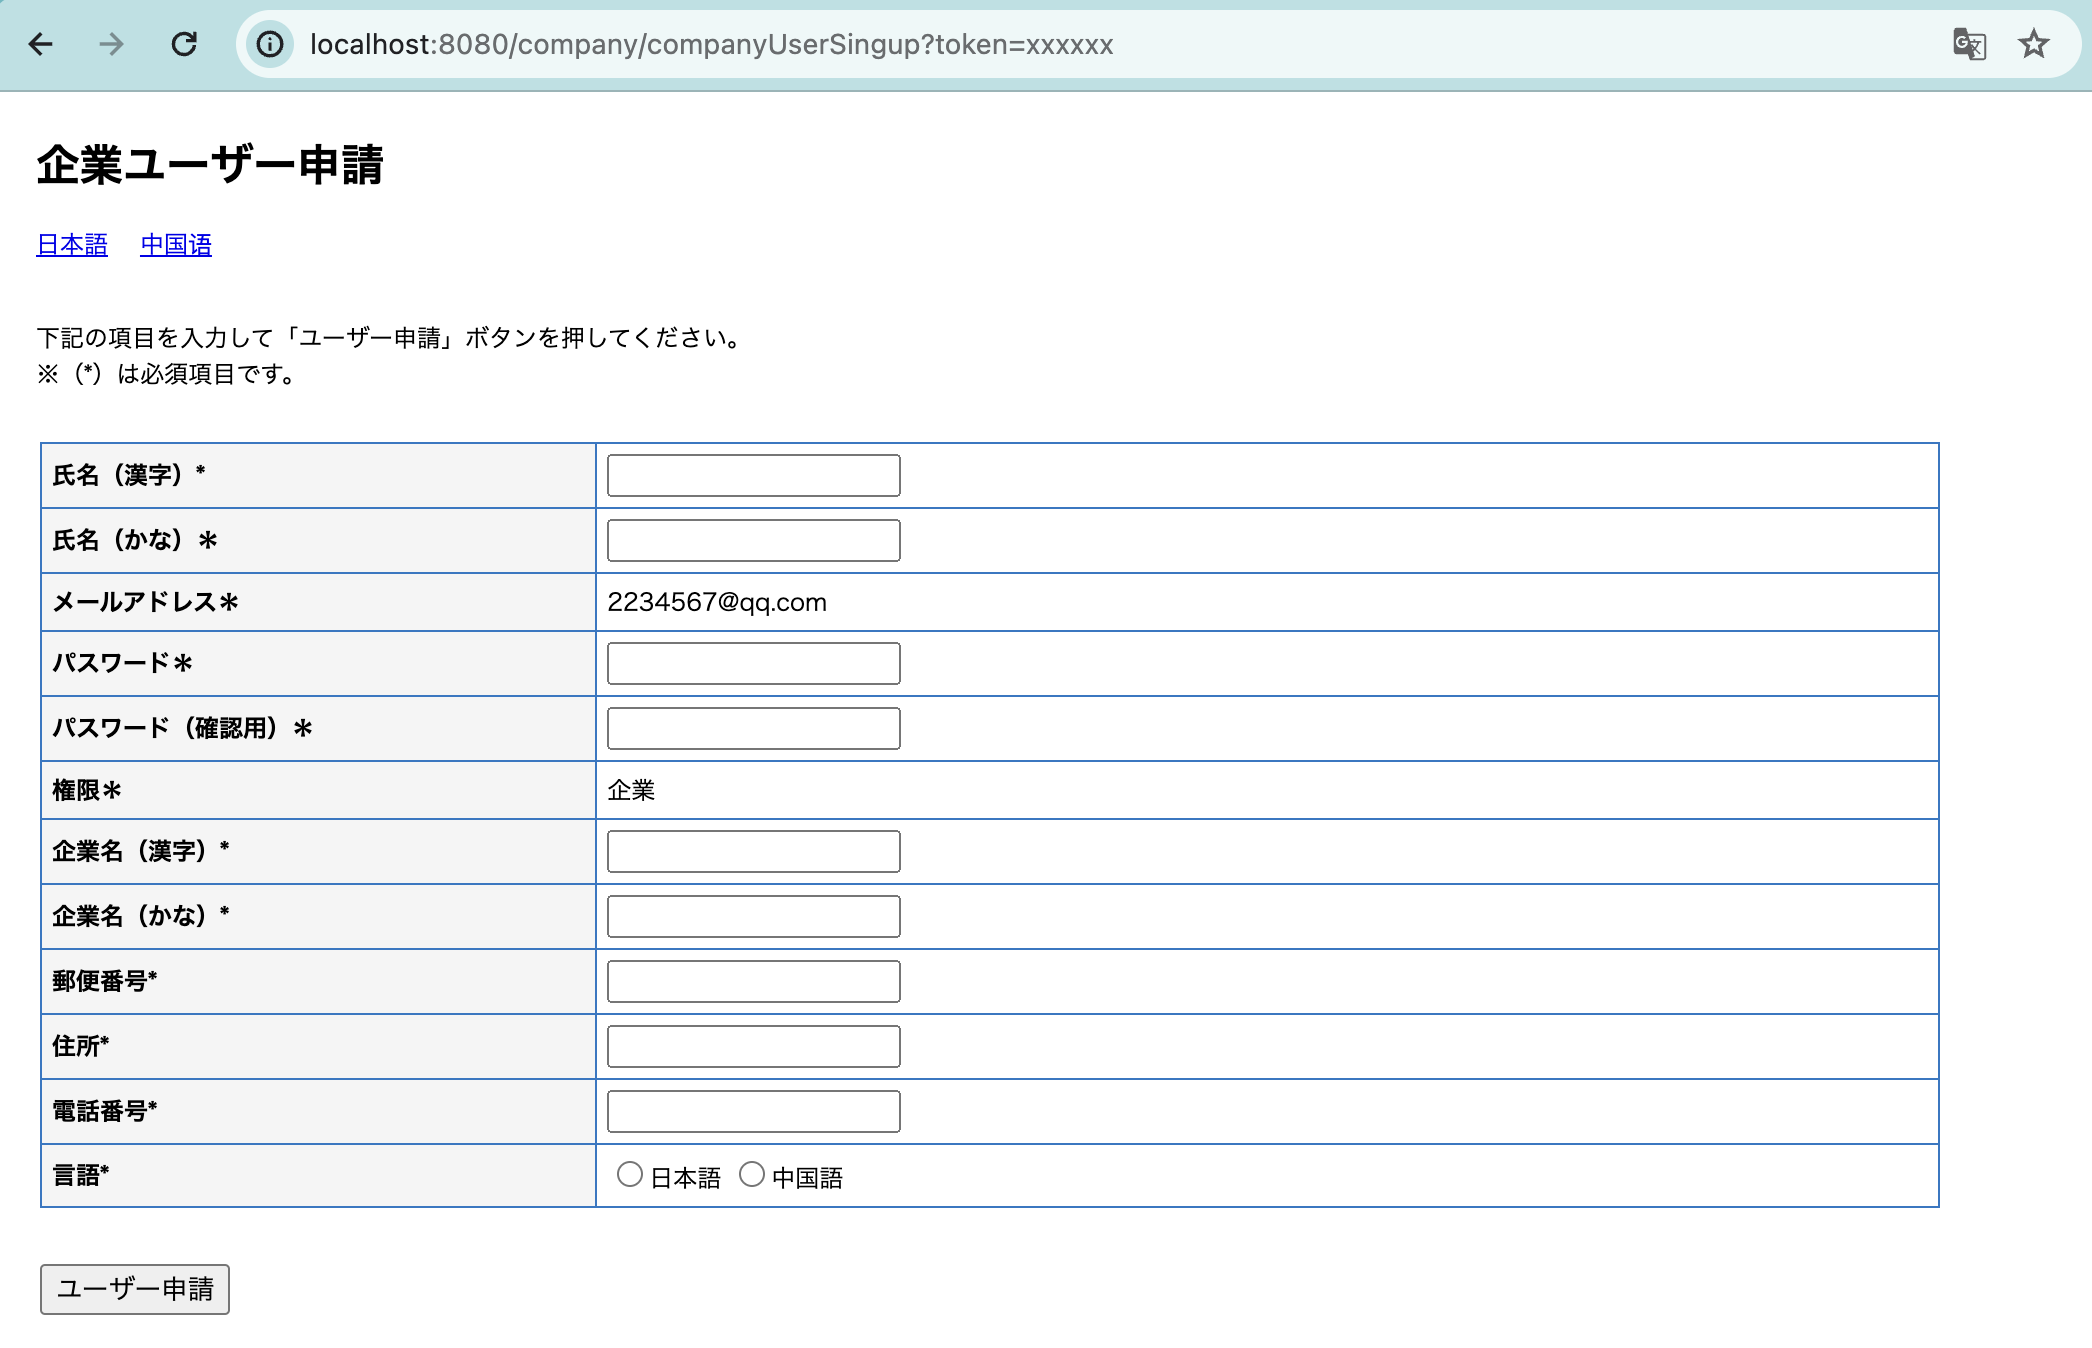 localhost:8080/company/companyUserSingup?token=xxxxxx
企業ユーザー申請
日本語 中国语
下記の項目を入力して「ユーザー申請」ボタンを押してください。
※（*）は必須項目です。
氏名（漢字）*
氏名（かな）＊
メールアドレス＊ 2234567@qq.com
パスワード＊
パスワード（確認用）＊
権限＊ 企業
企業名（漢字）*
企業名（かな）*
郵便番号*
住所*
電話番号*
言語* 日本語 中国語
ユーザー申請